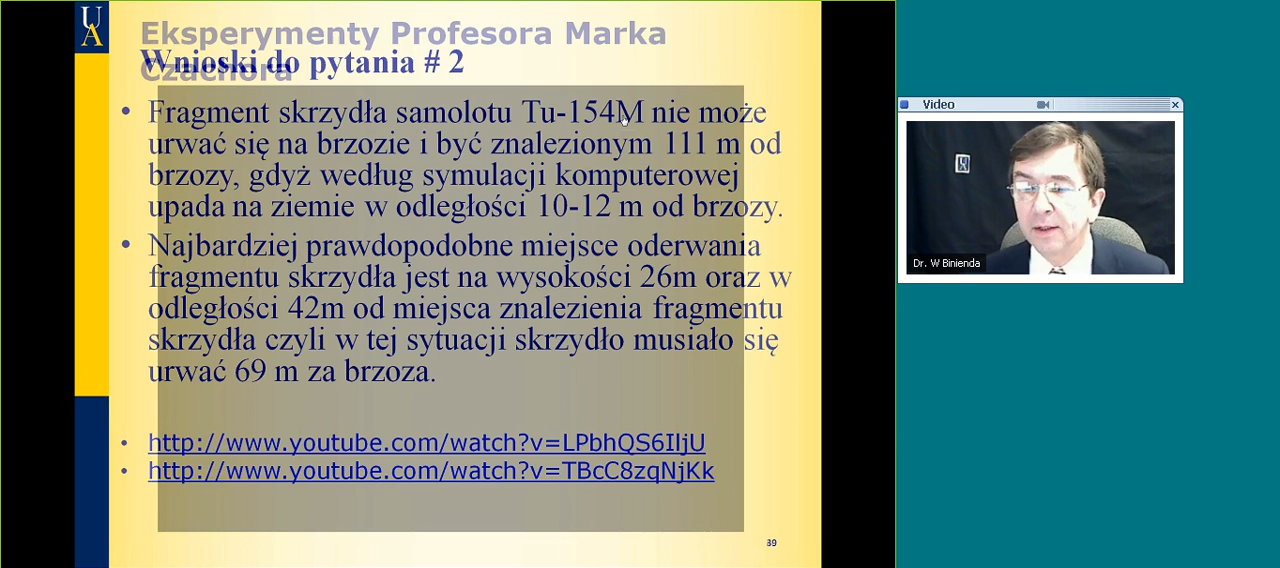 UA
Eksperymenty Profesora Marka
Czachora
Wnioski do pytania # 2
• Fragment skrzydła samolotu Tu-154M nie może
urwać się na brzozie i być znalezionym 111 m od
brzozy, gdyż według symulacji komputerowej
upada na ziemie w odległości 10-12 m od brzozy.
• Najbardziej prawdopodobne miejsce oderwania
fragmentu skrzydła jest na wysokości 26m oraz w
odległości 42m od miejsca znalezienia fragmentu
skrzydła czyli w tej sytuacji skrzydło musiało się
urwać 69 m za brzoza.
• http://www.youtube.com/watch?v=LPbhQS6IljU
• http://www.youtube.com/watch?v=TBcC8zqNjKk
Video
Dr. W Binienda